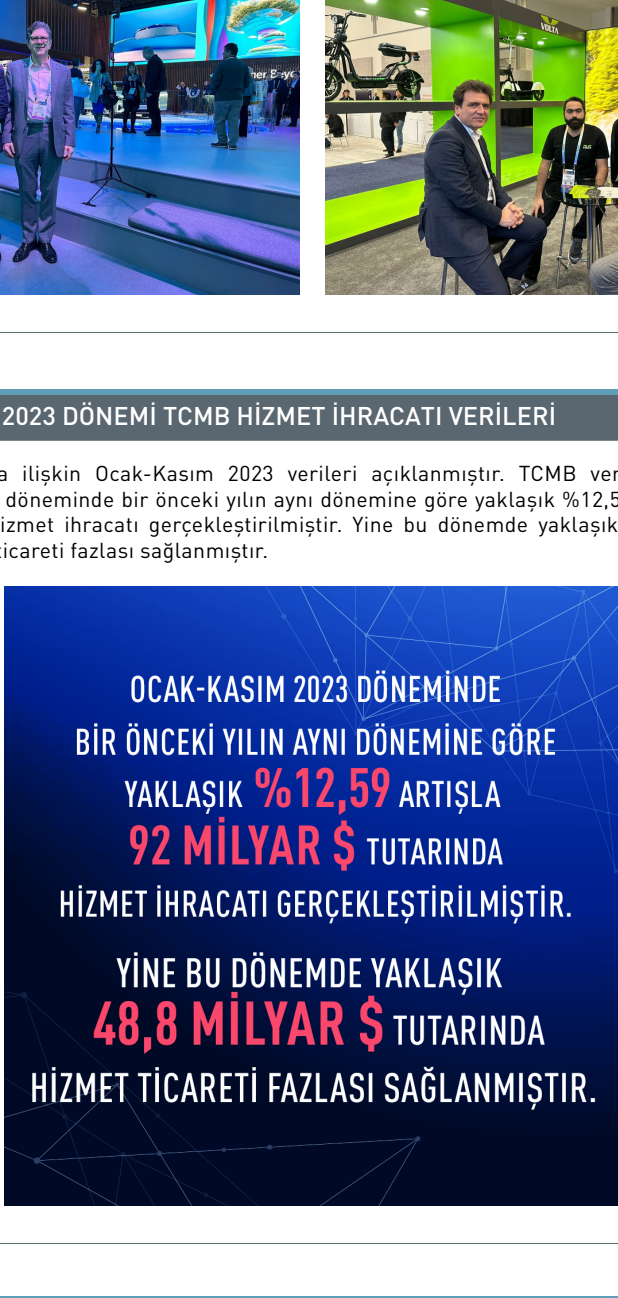 VOLTA
2023 DÖNEMİ TCMB HİZMET İHRACATI VERİLERİ
a ilişkin Ocak-Kasım 2023 verileri açıklanmıştır. TCMB ver
döneminde bir önceki yılın aynı dönemine göre yaklaşık %12,5
izmet ihracatı gerçekleştirilmiştir. Yine bu dönemde yaklaşık
ticareti fazlası sağlanmıştır.
OCAK-KASIM 2023 DÖNEMİNDE
BİR ÖNCEKİ YILIN AYNI DÖNEMİNE GÖRE
YAKLAŞIK %12,59 ARTIŞLA
92 MİLYAR $ TUTARINDA
HİZMET İHRACATI GERÇEKLEŞTİRİLMİŞTİR.
YİNE BU DÖNEMDE YAKLAŞIK
48,8 MİLYAR $ TUTARINDA
HİZMET TİCARETİ FAZLASI SAĞLANMIŞTIR.